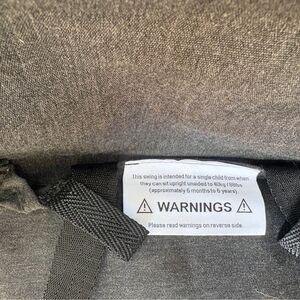 This swing is intended for a single child from when
they can sit upright unaided to 40kg / 88lbs
(approximately 6 months to 6 years)
⚠ WARNINGS ⚠
Please read warnings on reverse side.